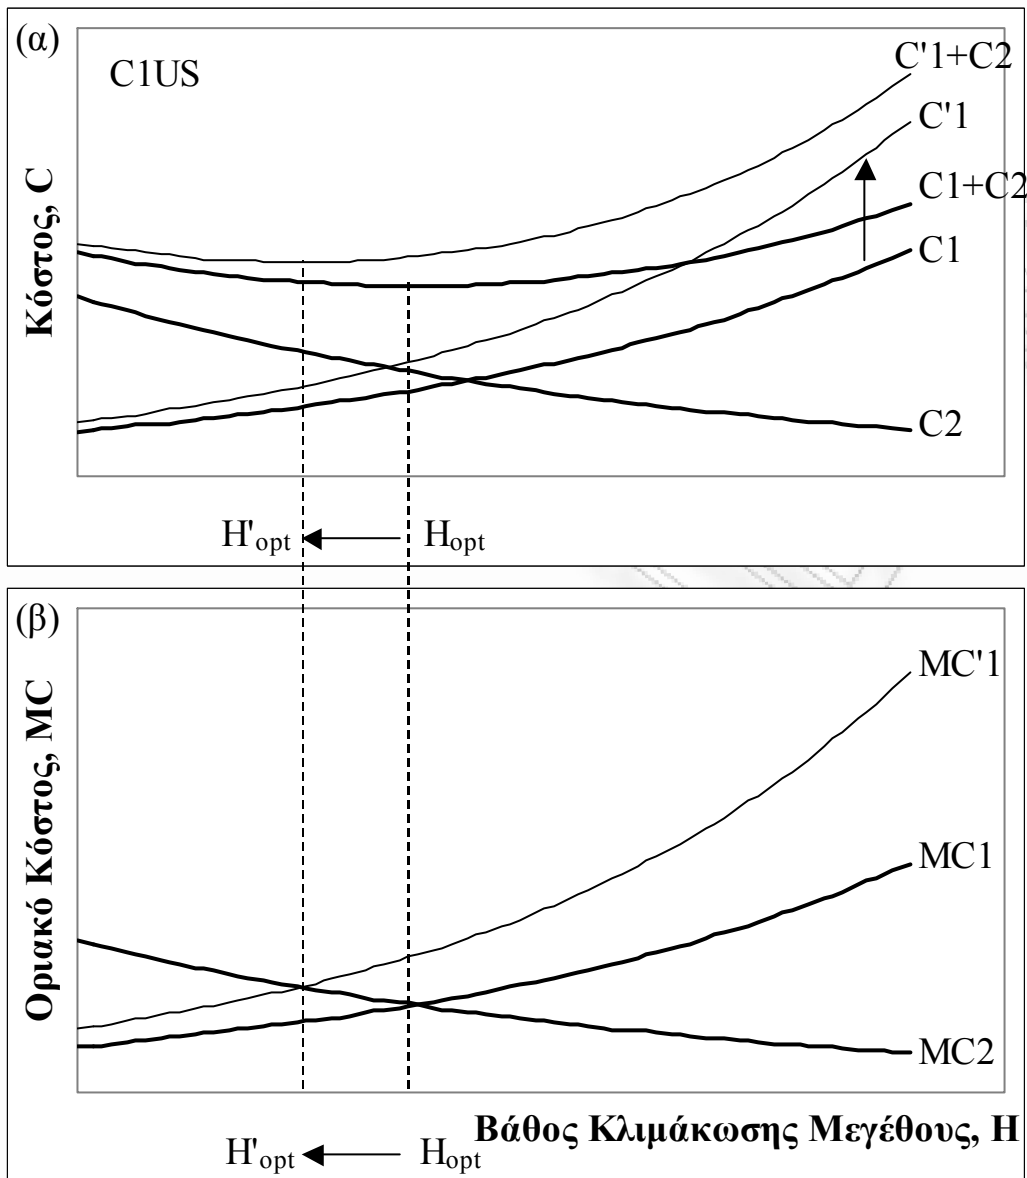 (α)
C1US
C'1+C2
C'1
C1+C2
C1
C2
Κόστος, C
H'opt
Hopt
(β)
MC'1
MC1
MC2
Οριακό Κόστος, MC
Βάθος Κλιμάκωσης Μεγέθους, H
H'opt
Hopt